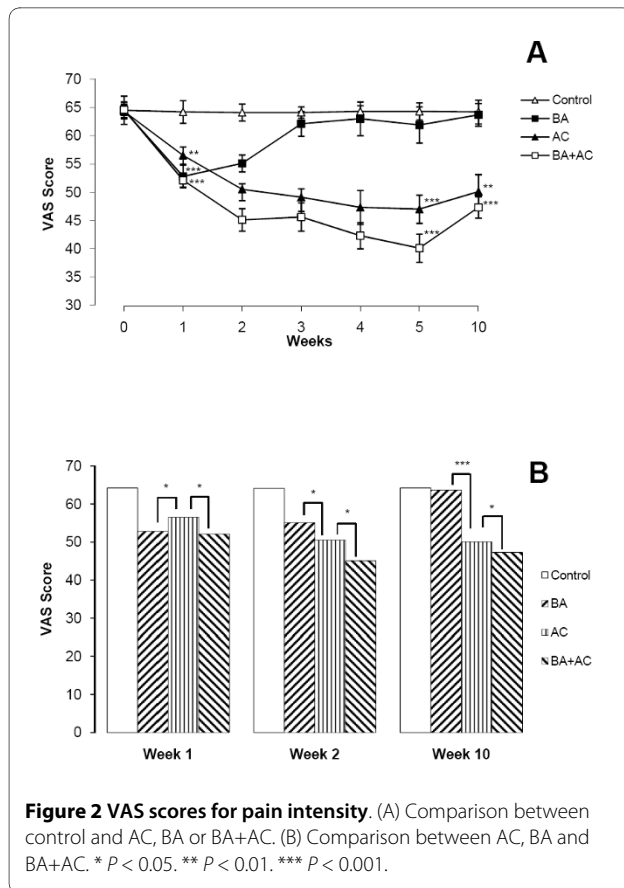 A
70
65
60
55
50
45
40
35
30
VAS Score
Control
BA
AC
BA+AC
**
***
***
***
***
**
***
0 1 2 3 4 5 10
Weeks
B
70
60
50
40
30
20
10
0
VAS Score
* *
* *
*** *
Control
BA
AC
BA+AC
Week 1 Week 2 Week 10
Figure 2 VAS scores for pain intensity. (A) Comparison between
control and AC, BA or BA+AC. (B) Comparison between AC, BA and
BA+AC. * P < 0.05. ** P < 0.01. *** P < 0.001.